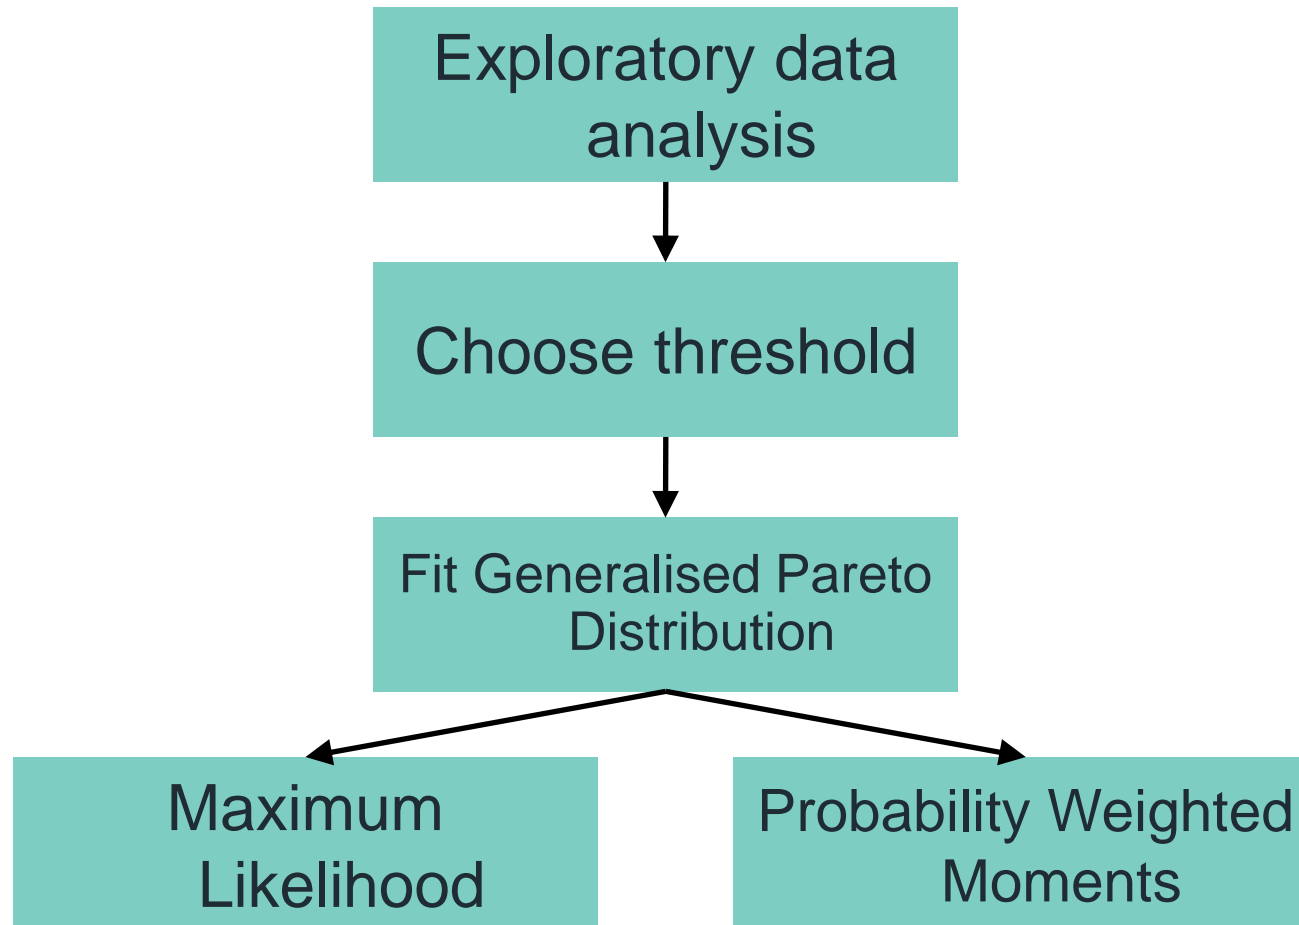 Exploratory data
analysis
Choose threshold
Fit Generalised Pareto
Distribution
Maximum
Likelihood
Probability Weighted
Moments